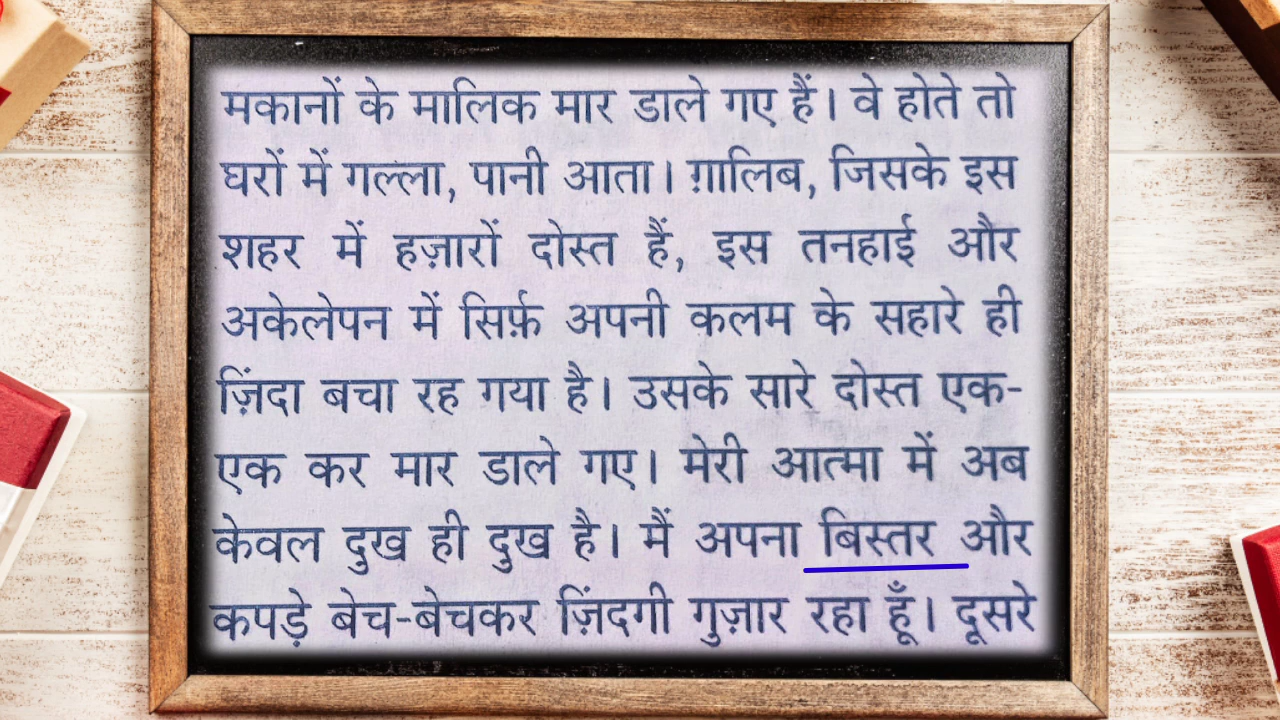 मकानों के मालिक मार डाले गए हैं। वे होते तो
घरों में गल्ला, पानी आता। ग़ालिब, जिसके इस
शहर में हज़ारों दोस्त हैं, इस तनहाई और
अकेलेपन में सिर्फ़ अपनी कलम के सहारे ही
ज़िंदा बचा रह गया है। उसके सारे दोस्त एक-
एक कर मार डाले गए। मेरी आत्मा में अब
केवल दुख ही दुख है। मैं अपना बिस्तर और
कपड़े बेच-बेचकर ज़िंदगी गुज़ार रहा हूँ। दूसरे